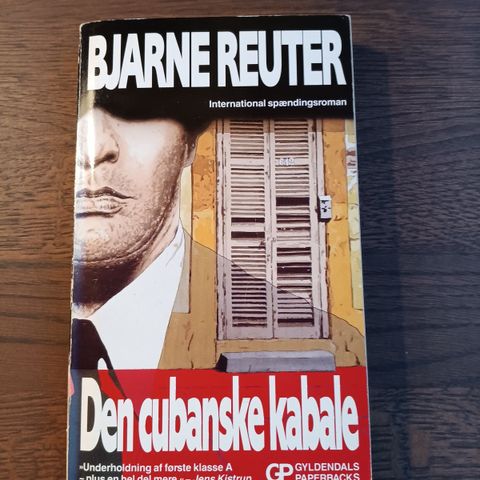 BJARNE REUTER
International spændingsroman
Den cubanske kabale
»Underholdning af første klasse A
– plus en hel del mere.« – Jens Kistrup
GP GYLDENDALS
PAPERBACKS